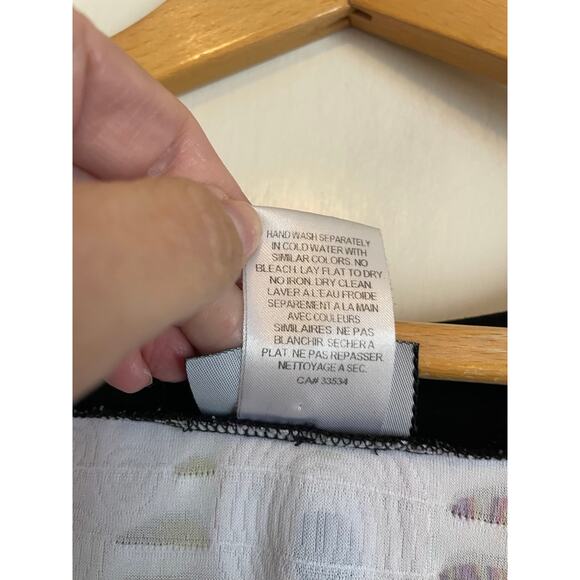 HAND WASH SEPARATELY
IN COLD WATER WITH
SIMILAR COLORS. NO
BLEACH. LAY FLAT TO DRY
NO IRON. DRY CLEAN.
LAVER A L'EAU FROIDE
SEPAREMENT A LA MAIN
AVEC COULEURS
SIMILAIRES. NE PAS
BLANCHIR. SECHER A
PLAT. NE PAS REPASSER.
NETTOYAGE A SEC.
CA# 33534